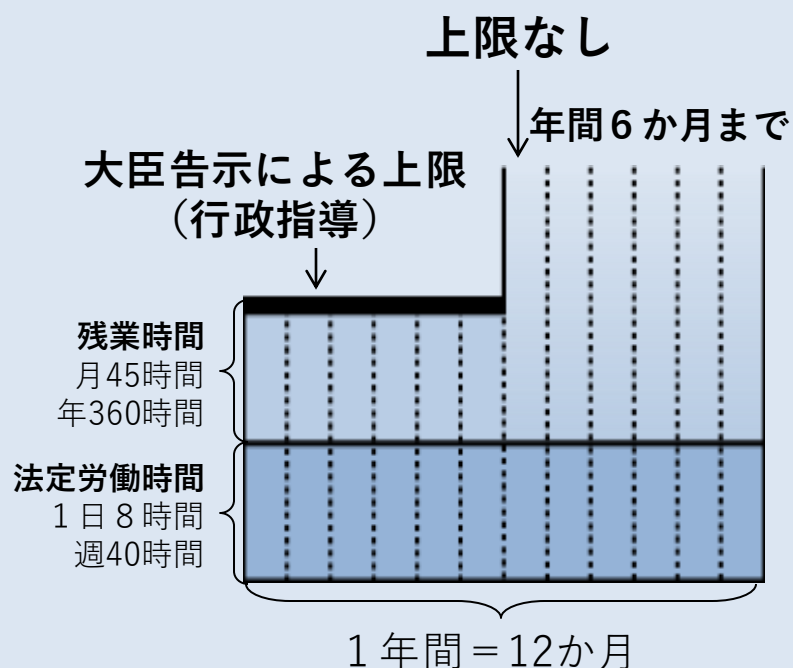 上限なし
年間６か月まで
大臣告示による上限
（行政指導）
残業時間
月45時間
年360時間
法定労働時間
１日８時間
週40時間
１年間＝12か月